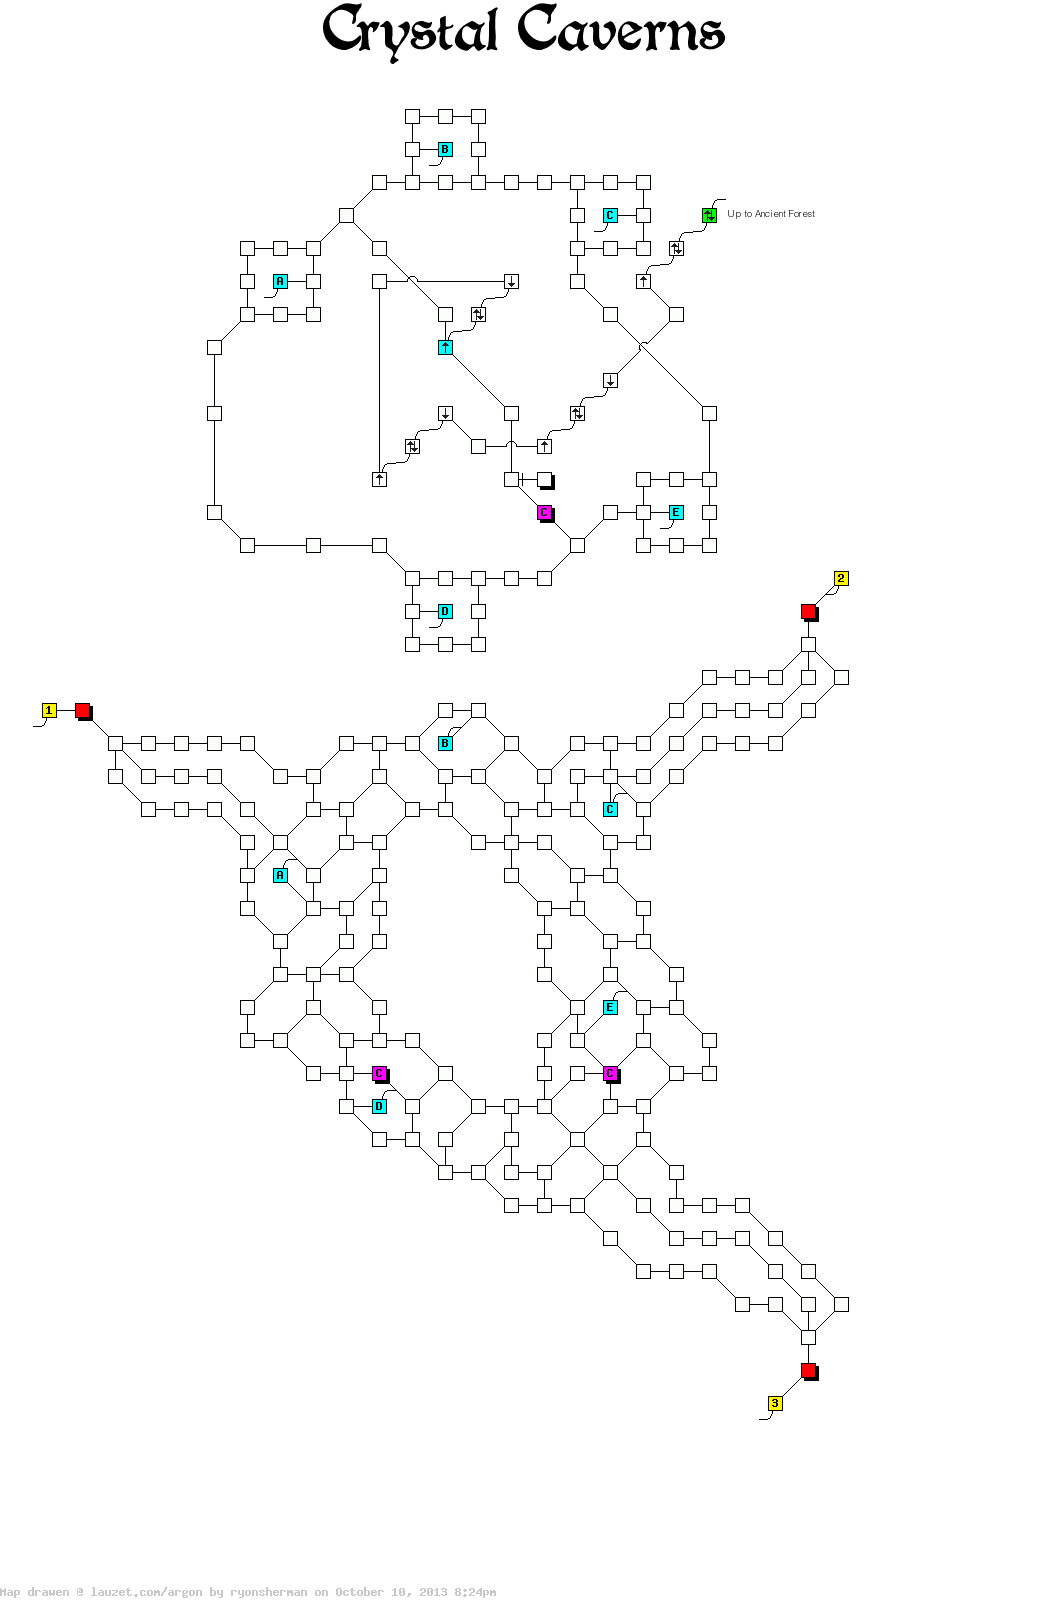 Crystal Caverns
B
C
Up to Ancient Forest
A
E
C
D
2
1
B
C
A
E
C
C
D
3
Map drawen @ lauzet.com/argon by ryonsherman on October 10, 2013 8:24pm